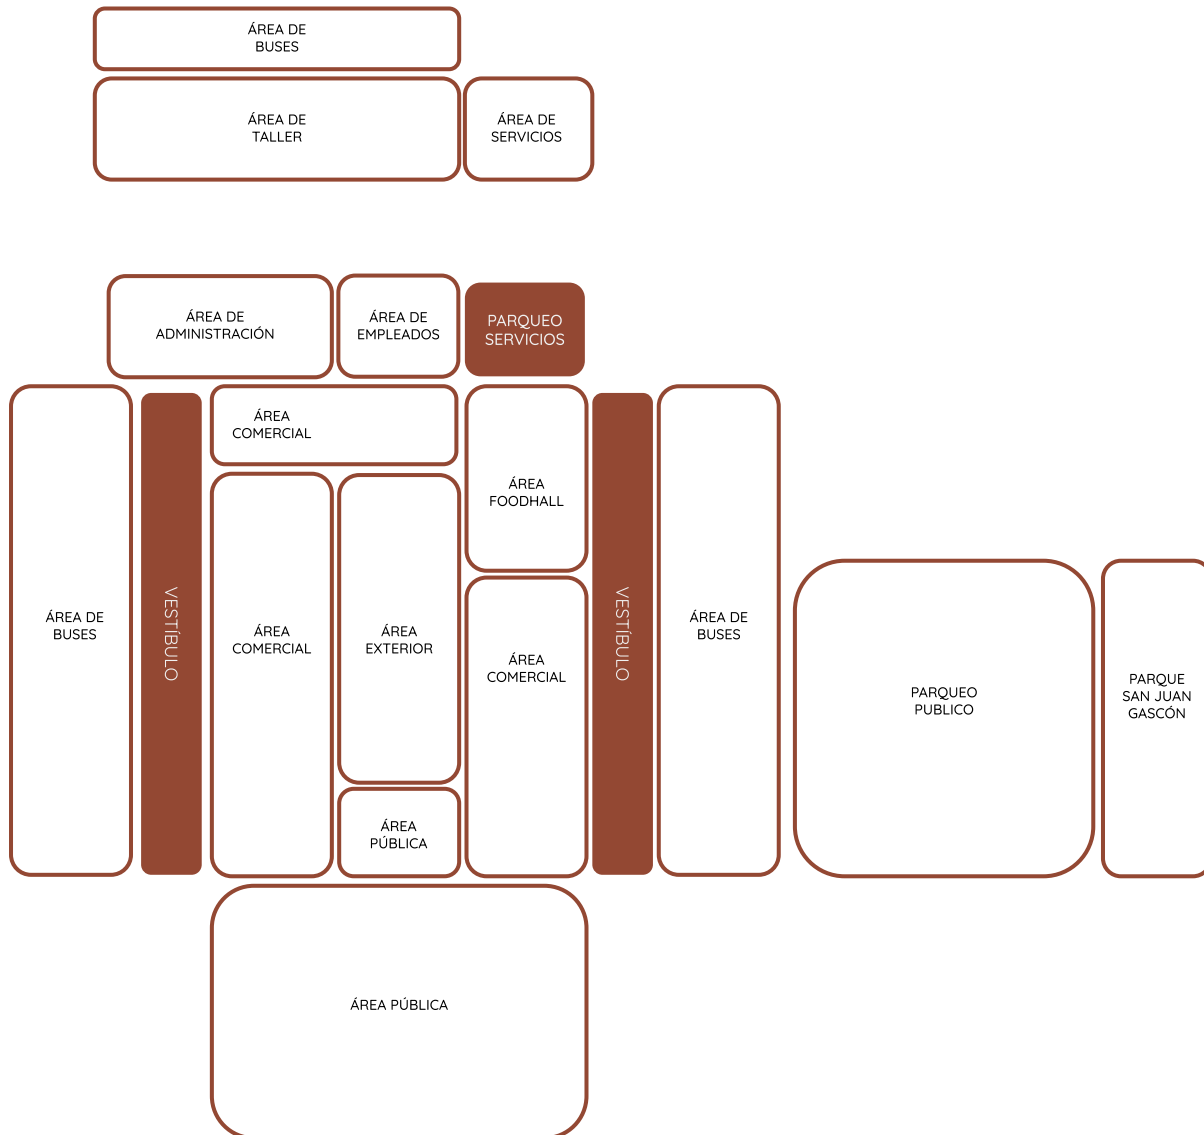 ÁREA DE
BUSES
ÁREA DE
TALLER
ÁREA DE
SERVICIOS
ÁREA DE
ADMINISTRACIÓN
ÁREA DE
EMPLEADOS
PARQUEO
SERVICIOS
ÁREA
COMERCIAL
ÁREA
FOODHALL
ÁREA DE
BUSES
VESTÍBULO
ÁREA
COMERCIAL
ÁREA
EXTERIOR
ÁREA
COMERCIAL
VESTÍBULO
ÁREA DE
BUSES
PARQUEO
PUBLICO
PARQUE
SAN JUAN
GASCÓN
ÁREA
PÚBLICA
ÁREA PÚBLICA